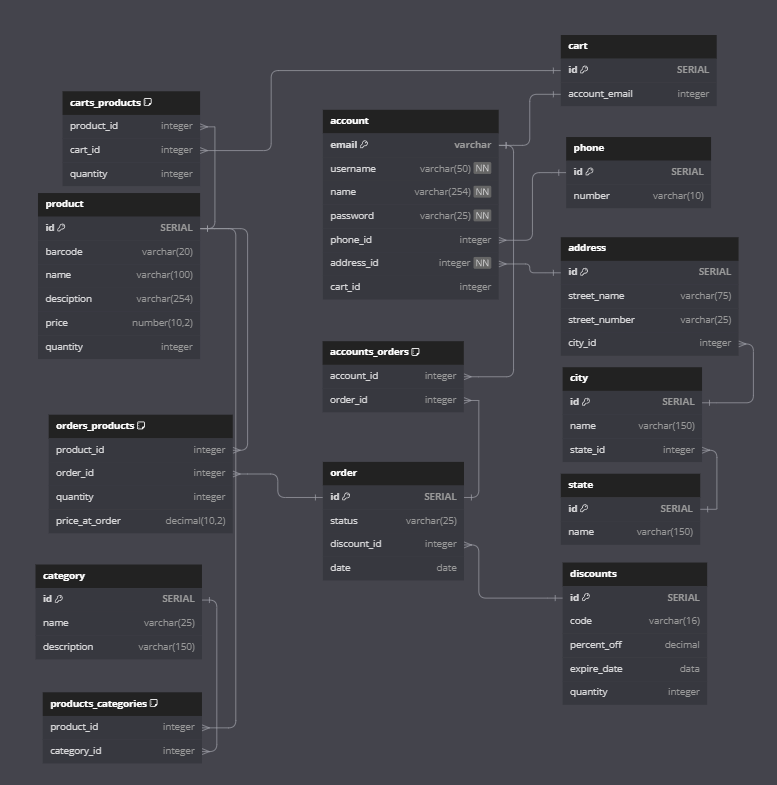 carts_products
product_id integer
cart_id integer
quantity integer
product
id SERIAL
barcode varchar(20)
name varchar(100)
desciption varchar(254)
price number(10,2)
quantity integer
orders_products
product_id integer
order_id integer
quantity integer
price_at_order decimal(10,2)
category
id SERIAL
name varchar(25)
description varchar(150)
products_categories
product_id integer
category_id integer
account
email varchar
username varchar(50) NN
name varchar(254) NN
password varchar(25) NN
phone_id integer
address_id integer NN
cart_id integer
accounts_orders
account_id integer
order_id integer
order
id SERIAL
status varchar(25)
discount_id integer
date date
cart
id SERIAL
account_email integer
phone
id SERIAL
number varchar(10)
address
id SERIAL
street_name varchar(75)
street_number varchar(25)
city_id integer
city
id SERIAL
name varchar(150)
state_id integer
state
id SERIAL
name varchar(150)
discounts
id SERIAL
code varchar(16)
percent_off decimal
expire_date data
quantity integer